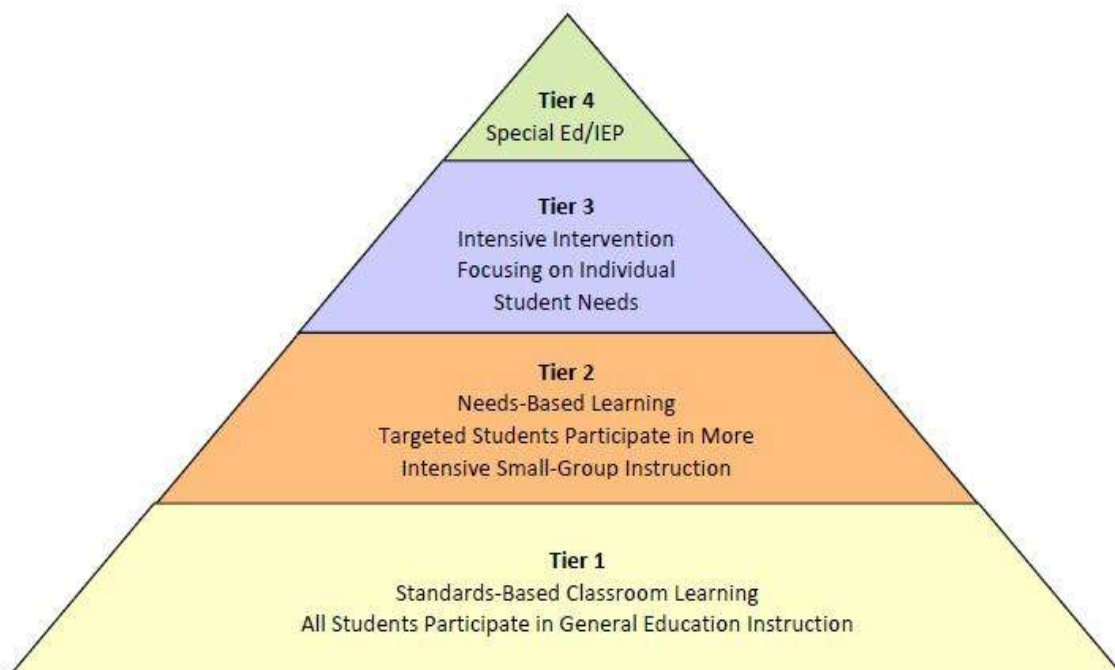 Tier 4
Special Ed/IEP
Tier 3
Intensive Intervention
Focusing on Individual
Student Needs
Tier 2
Needs-Based Learning
Targeted Students Participate in More
Intensive Small-Group Instruction
Tier 1
Standards-Based Classroom Learning
All Students Participate in General Education Instruction